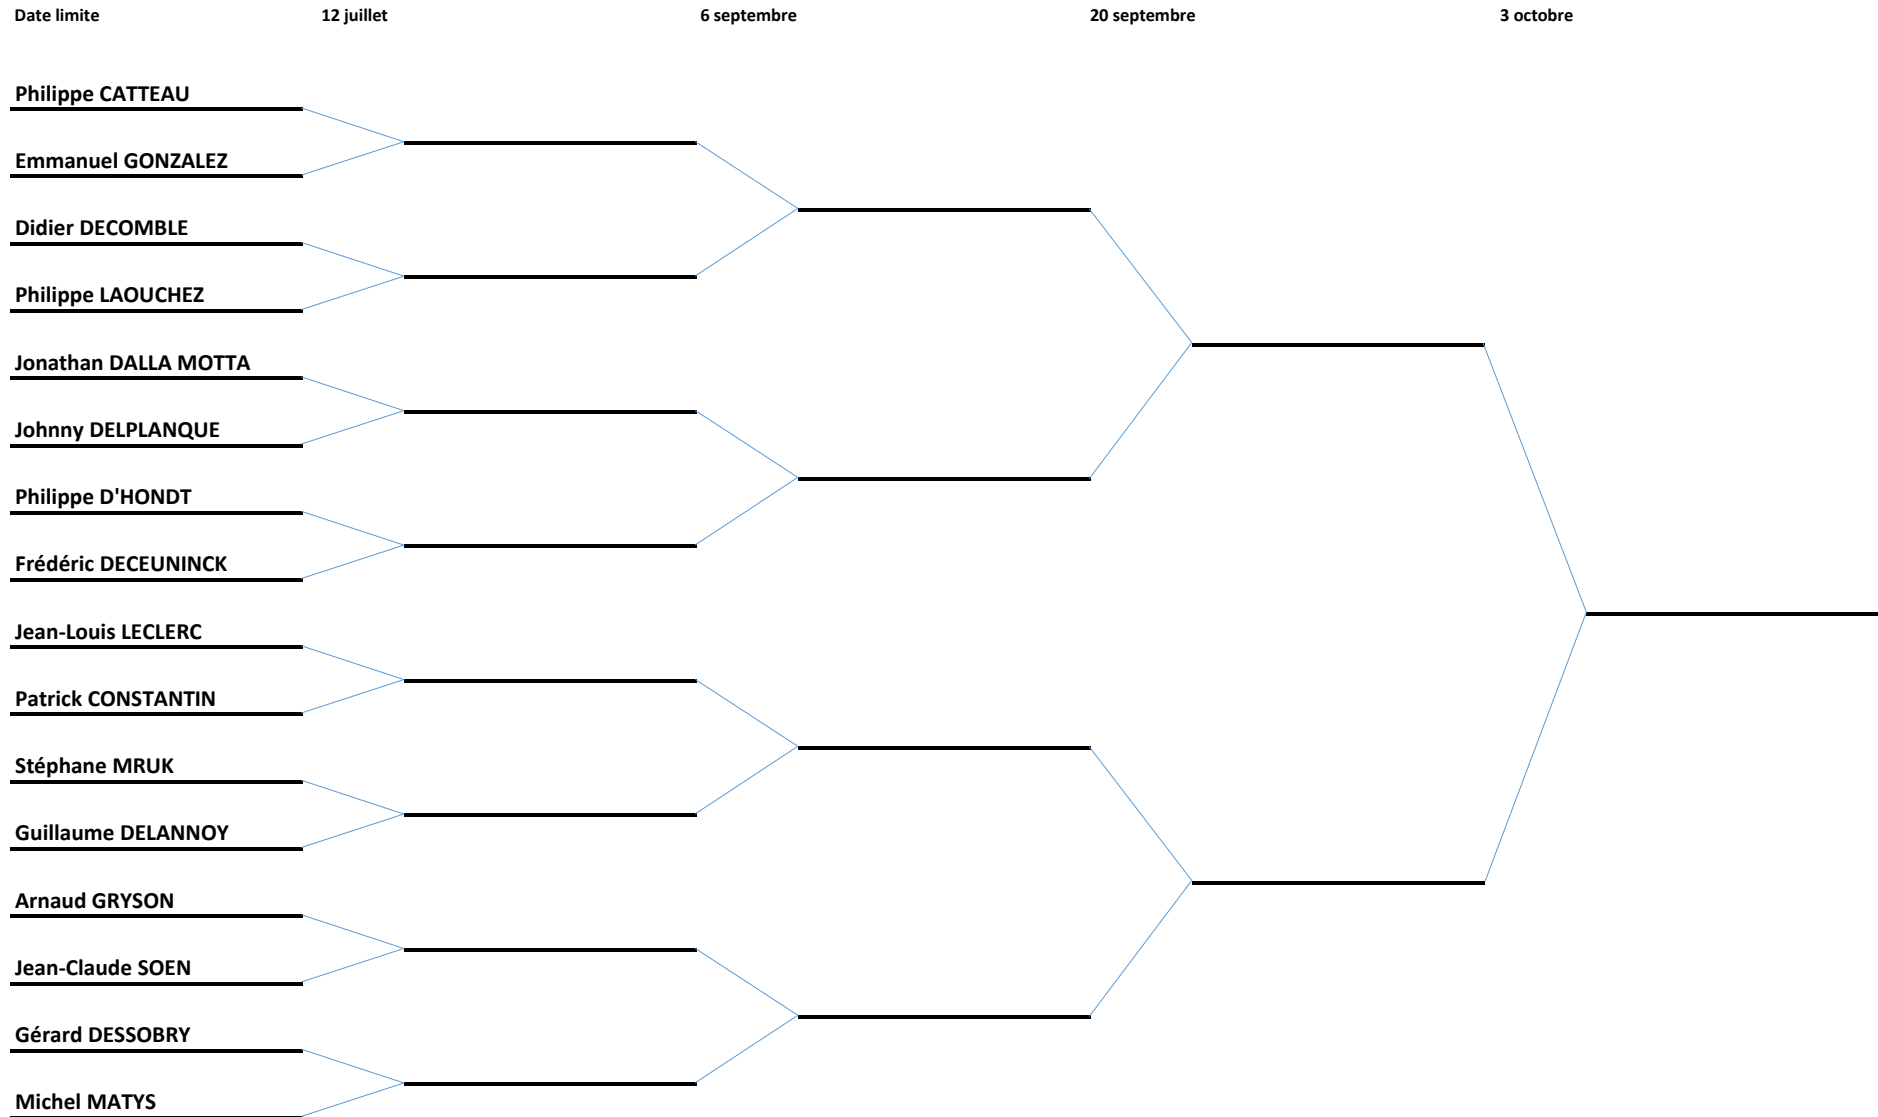 Date limite 12 juillet 6 septembre 20 septembre 3 octobre
Philippe CATTEAU
Emmanuel GONZALEZ
Didier DECOMBLE
Philippe LAOUCHEZ
Jonathan DALLA MOTTA
Johnny DELPLANQUE
Philippe D'HONDT
Frédéric DECEUNINCK
Jean-Louis LECLERC
Patrick CONSTANTIN
Stéphane MRUK
Guillaume DELANNOY
Arnaud GRYSON
Jean-Claude SOEN
Gérard DESSOBRY
Michel MATYS